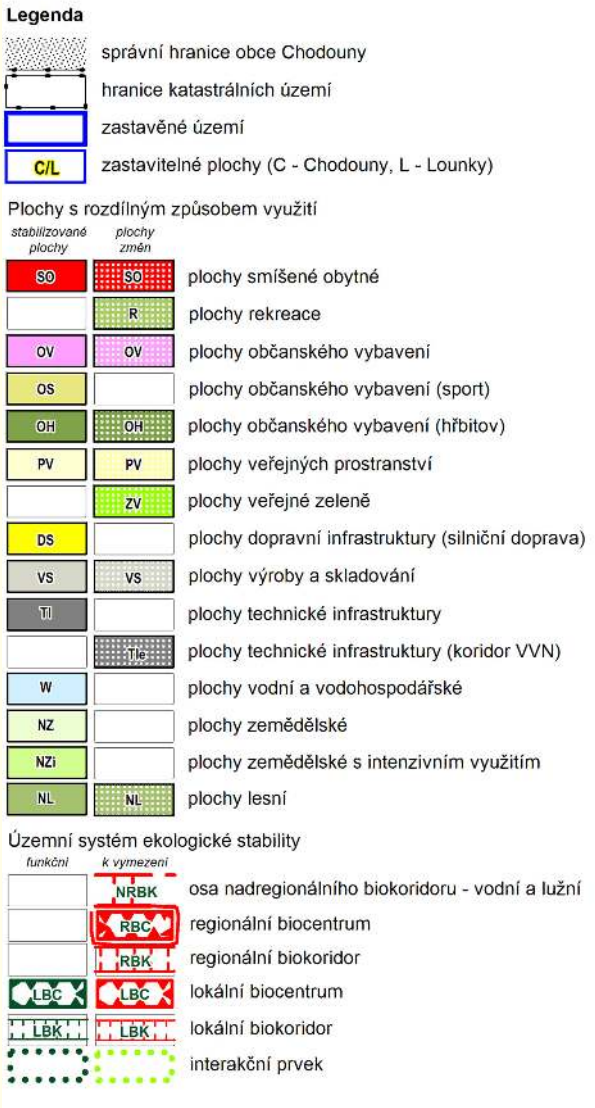 Legenda
správní hranice obce Chodouny
hranice katastrálních území
zastavěné území
C/L zastavitelné plochy (C - Chodouny, L - Lounky)
Plochy s rozdílným způsobem využití
stabilizované plochy
plochy změn
SO SO plochy smíšené obytné
R plochy rekreace
OV OV plochy občanského vybavení
OS plochy občanského vybavení (sport)
OH OH plochy občanského vybavení (hřbitov)
PV PV plochy veřejných prostranství
ZV plochy veřejné zeleně
DS plochy dopravní infrastruktury (silniční doprava)
VS VS plochy výroby a skladování
TI plochy technické infrastruktury
TIe plochy technické infrastruktury (koridor VVN)
W plochy vodní a vodohospodářské
NZ plochy zemědělské
NZi plochy zemědělské s intenzivním využitím
NL NL plochy lesní
Územní systém ekologické stability
funkční k vymezení
NRBK osa nadregionálního biokoridoru - vodní a lužní
RBC regionální biocentrum
RBK regionální biokoridor
LBC LBC lokální biocentrum
LBK LBK lokální biokoridor
interakční prvek